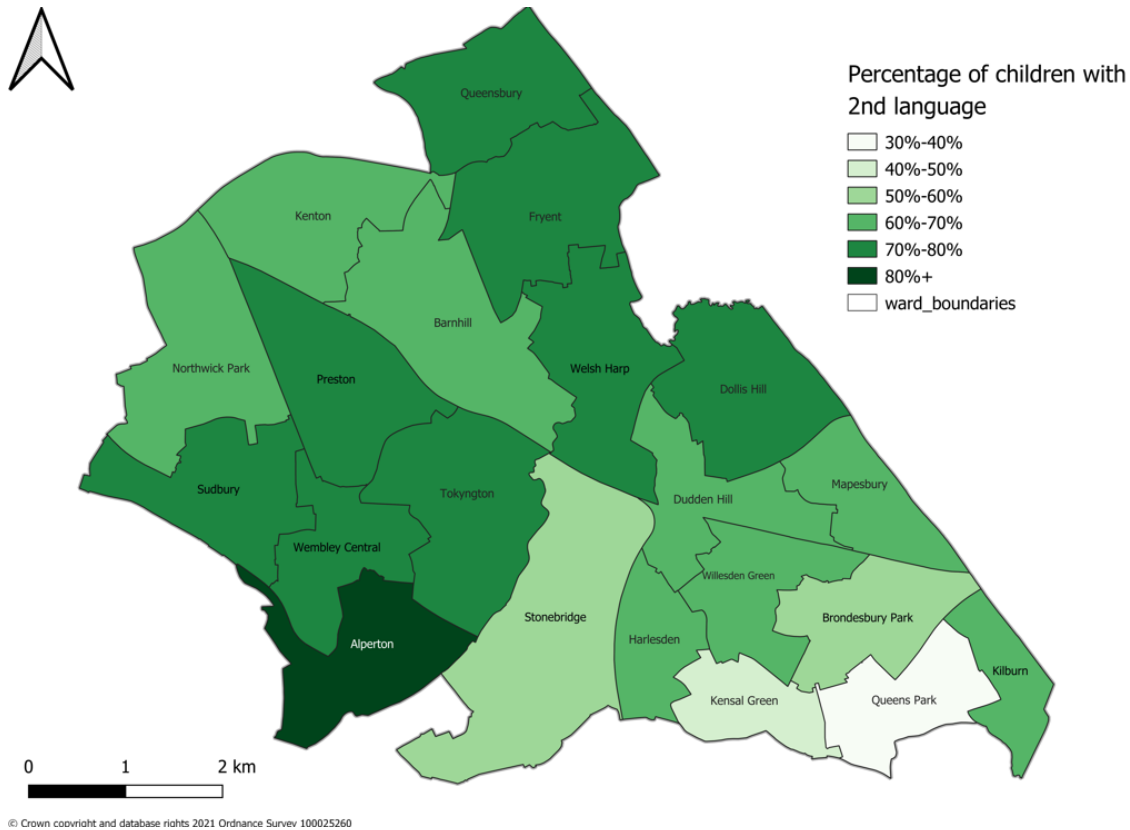 Percentage of children with
2nd language
30%-40%
40%-50%
50%-60%
60%-70%
70%-80%
80%+
ward_boundaries
Queensbury
Kenton
Fryent
Barnhill
Northwick Park
Preston
Welsh Harp
Dollis Hill
Sudbury
Tokyngton
Dudden Hill
Mapesbury
Wembley Central
Willesden Green
Alperton
Stonebridge
Harlesden
Brondesbury Park
Kilburn
Kensal Green
Queens Park
0 1 2 km
© Crown copyright and database rights 2021 Ordnance Survey 100025260